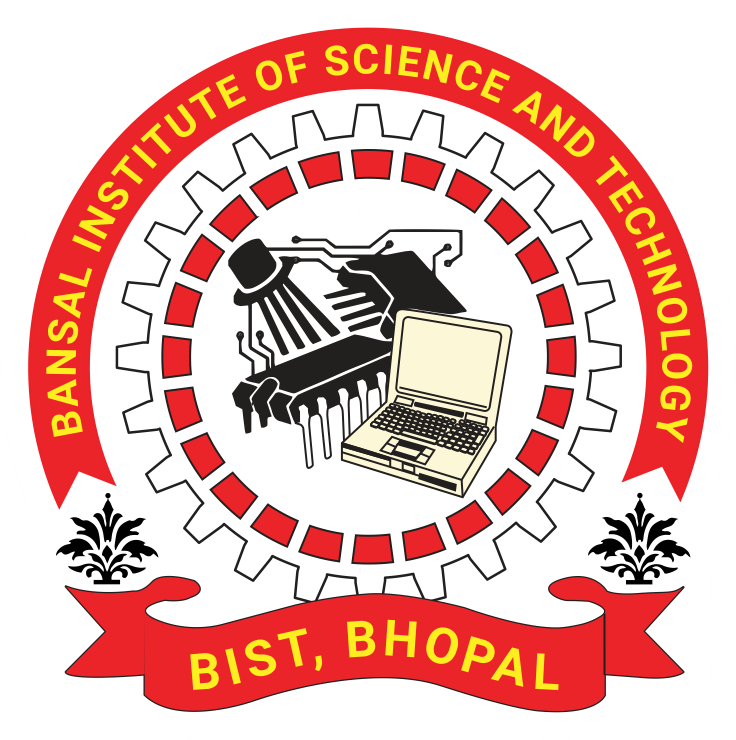 BANSAL INSTITUTE OF SCIENCE AND TECHNOLOGY
BIST, BHOPAL